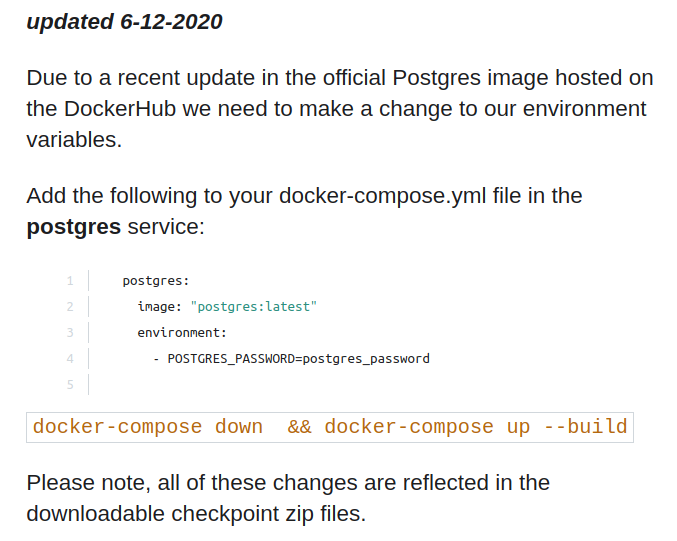 updated 6-12-2020
Due to a recent update in the official Postgres image hosted on
the DockerHub we need to make a change to our environment
variables.
Add the following to your docker-compose.yml file in the
postgres service:
1 postgres:
2 image: "postgres:latest"
3 environment:
4 - POSTGRES_PASSWORD=postgres_password
5
docker-compose down  && docker-compose up --build
Please note, all of these changes are reflected in the
downloadable checkpoint zip files.